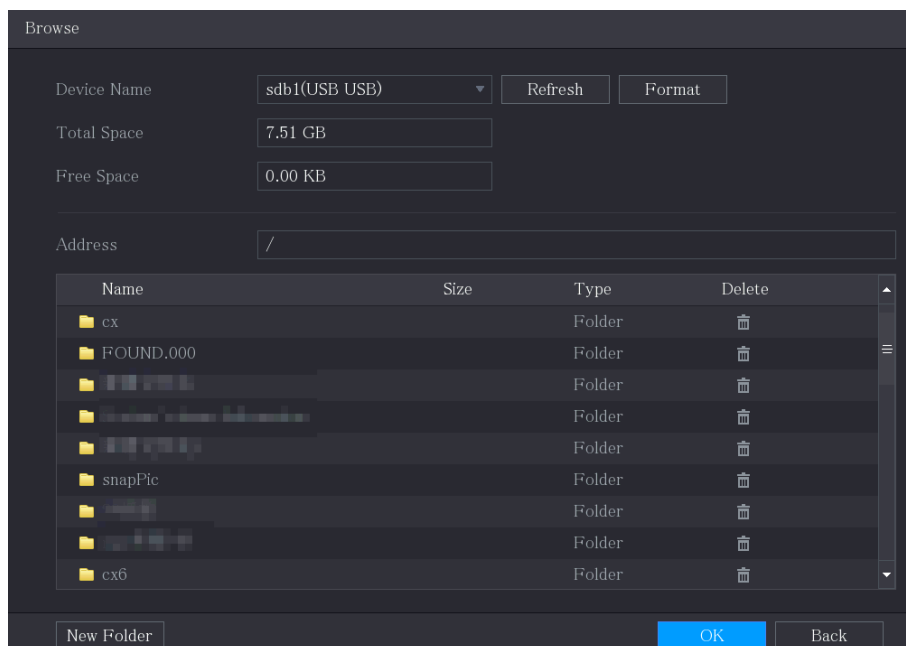 Browse
Device Name sdb1(USB USB) Refresh Format
Total Space 7.51 GB
Free Space 0.00 KB
Address /
Name Size Type Delete
cx Folder
FOUND.000 Folder
Folder
Folder
Folder
snapPic Folder
Folder
Folder
cx6 Folder
New Folder OK Back